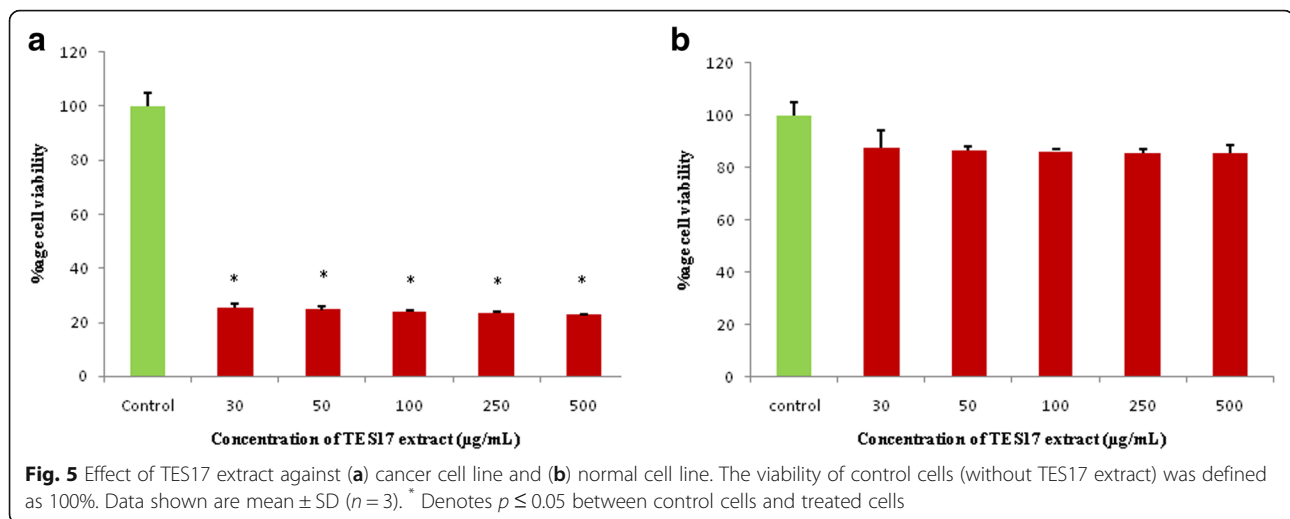 a
120
100
80
60
40
20
0
%age cell viability
* * * * *
Control 30 50 100 250 500
Concentration of TES17 extract (µg/mL)
b
120
100
80
60
40
20
0
%age cell viability
control 30 50 100 250 500
Concentration of TES17 extract (µg/mL)
Fig. 5 Effect of TES17 extract against (a) cancer cell line and (b) normal cell line. The viability of control cells (without TES17 extract) was defined
as 100%. Data shown are mean ± SD (n = 3). * Denotes p ≤ 0.05 between control cells and treated cells